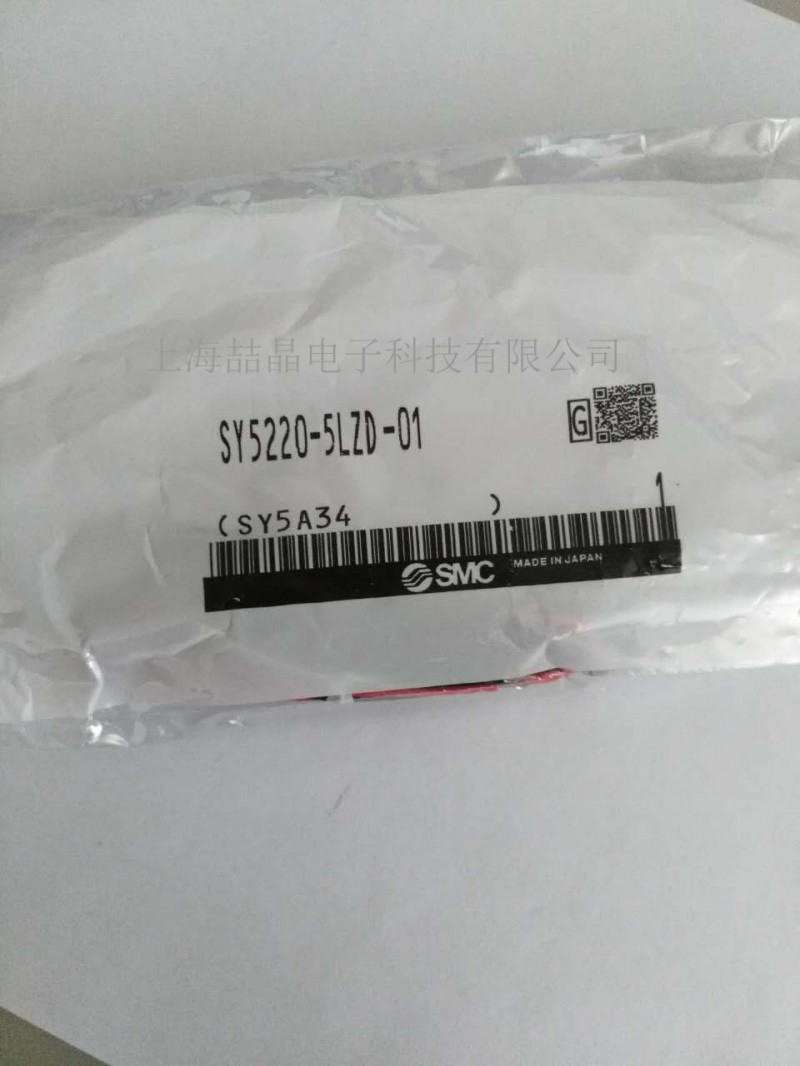 上海喆晶电子科技有限公司
SY5220-5LZD-01
G
(SY5A34 ) 1
SMC MADE IN JAPAN